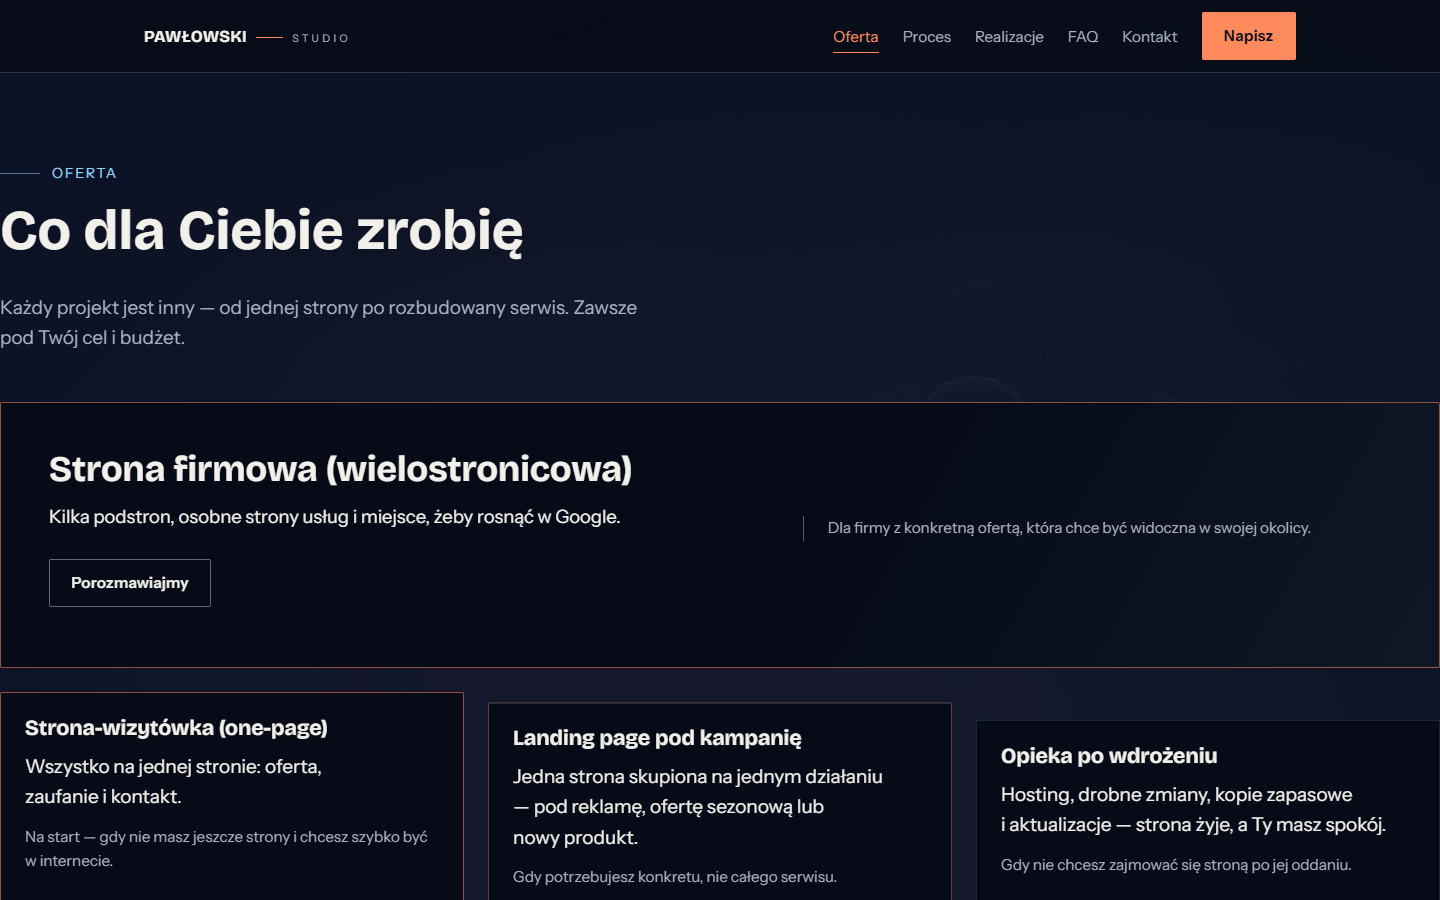 PAWŁOWSKI STUDIO
Oferta Proces Realizacje FAQ Kontakt Napisz
OFERTA
Co dla Ciebie zrobię
Każdy projekt jest inny — od jednej strony po rozbudowany serwis. Zawsze
pod Twój cel i budżet.
Strona firmowa (wielostronicowa)
Kilka podstron, osobne strony usług i miejsce, żeby rosnąć w Google.
Dla firmy z konkretną ofertą, która chce być widoczna w swojej okolicy.
Porozmawiajmy
Strona-wizytówka (one-page)
Wszystko na jednej stronie: oferta,
zaufanie i kontakt.
Na start — gdy nie masz jeszcze strony i chcesz szybko być
w internecie.
Landing page pod kampanię
Jedna strona skupiona na jednym działaniu
— pod reklamę, ofertę sezonową lub
nowy produkt.
Gdy potrzebujesz konkretu, nie całego serwisu.
Opieka po wdrożeniu
Hosting, drobne zmiany, kopie zapasowe
i aktualizacje — strona żyje, a Ty masz spokój.
Gdy nie chcesz zajmować się stroną po jej oddaniu.